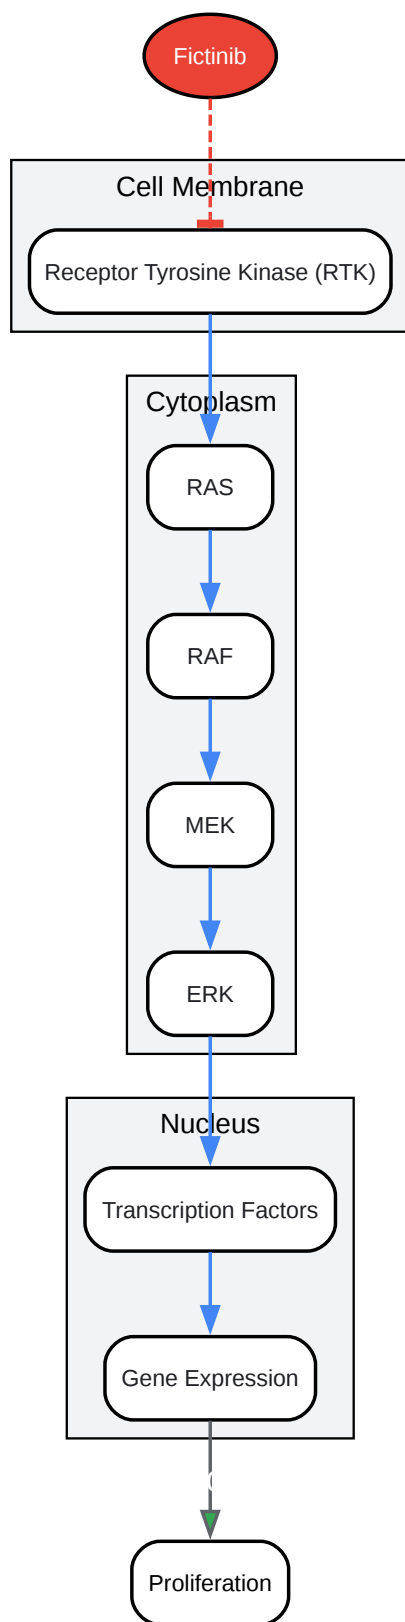 Fictinib
Cell Membrane
Receptor Tyrosine Kinase (RTK)
Cytoplasm
RAS
RAF
MEK
ERK
Nucleus
Transcription Factors
Gene Expression
Proliferation